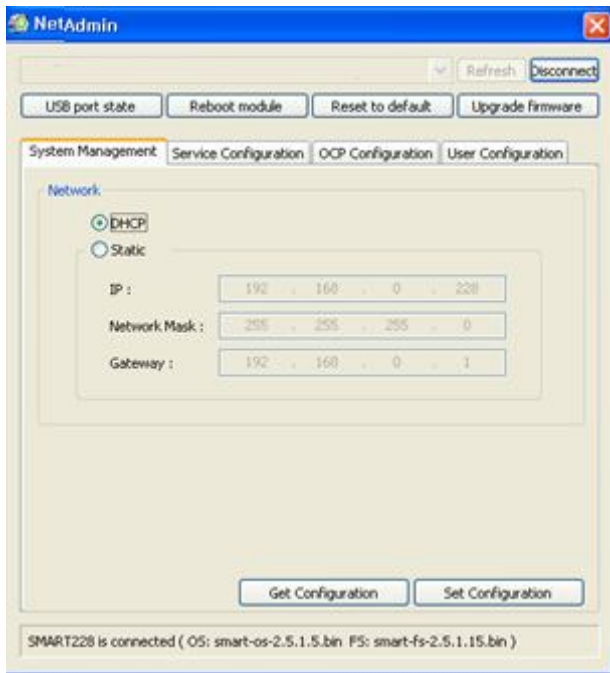 NetAdmin
Refresh Disconnect
USB port state Reboot module Reset to default Upgrade firmware
System Management Service Configuration OCP Configuration User Configuration
Network
DHCP
Static
IP : 192 . 168 . 0 . 228
Network Mask : 255 . 255 . 255 . 0
Gateway : 192 . 168 . 0 . 1
Get Configuration Set Configuration
SMART228 is connected ( OS: smart-os-2.5.1.5.bin FS: smart-fs-2.5.1.15.bin )